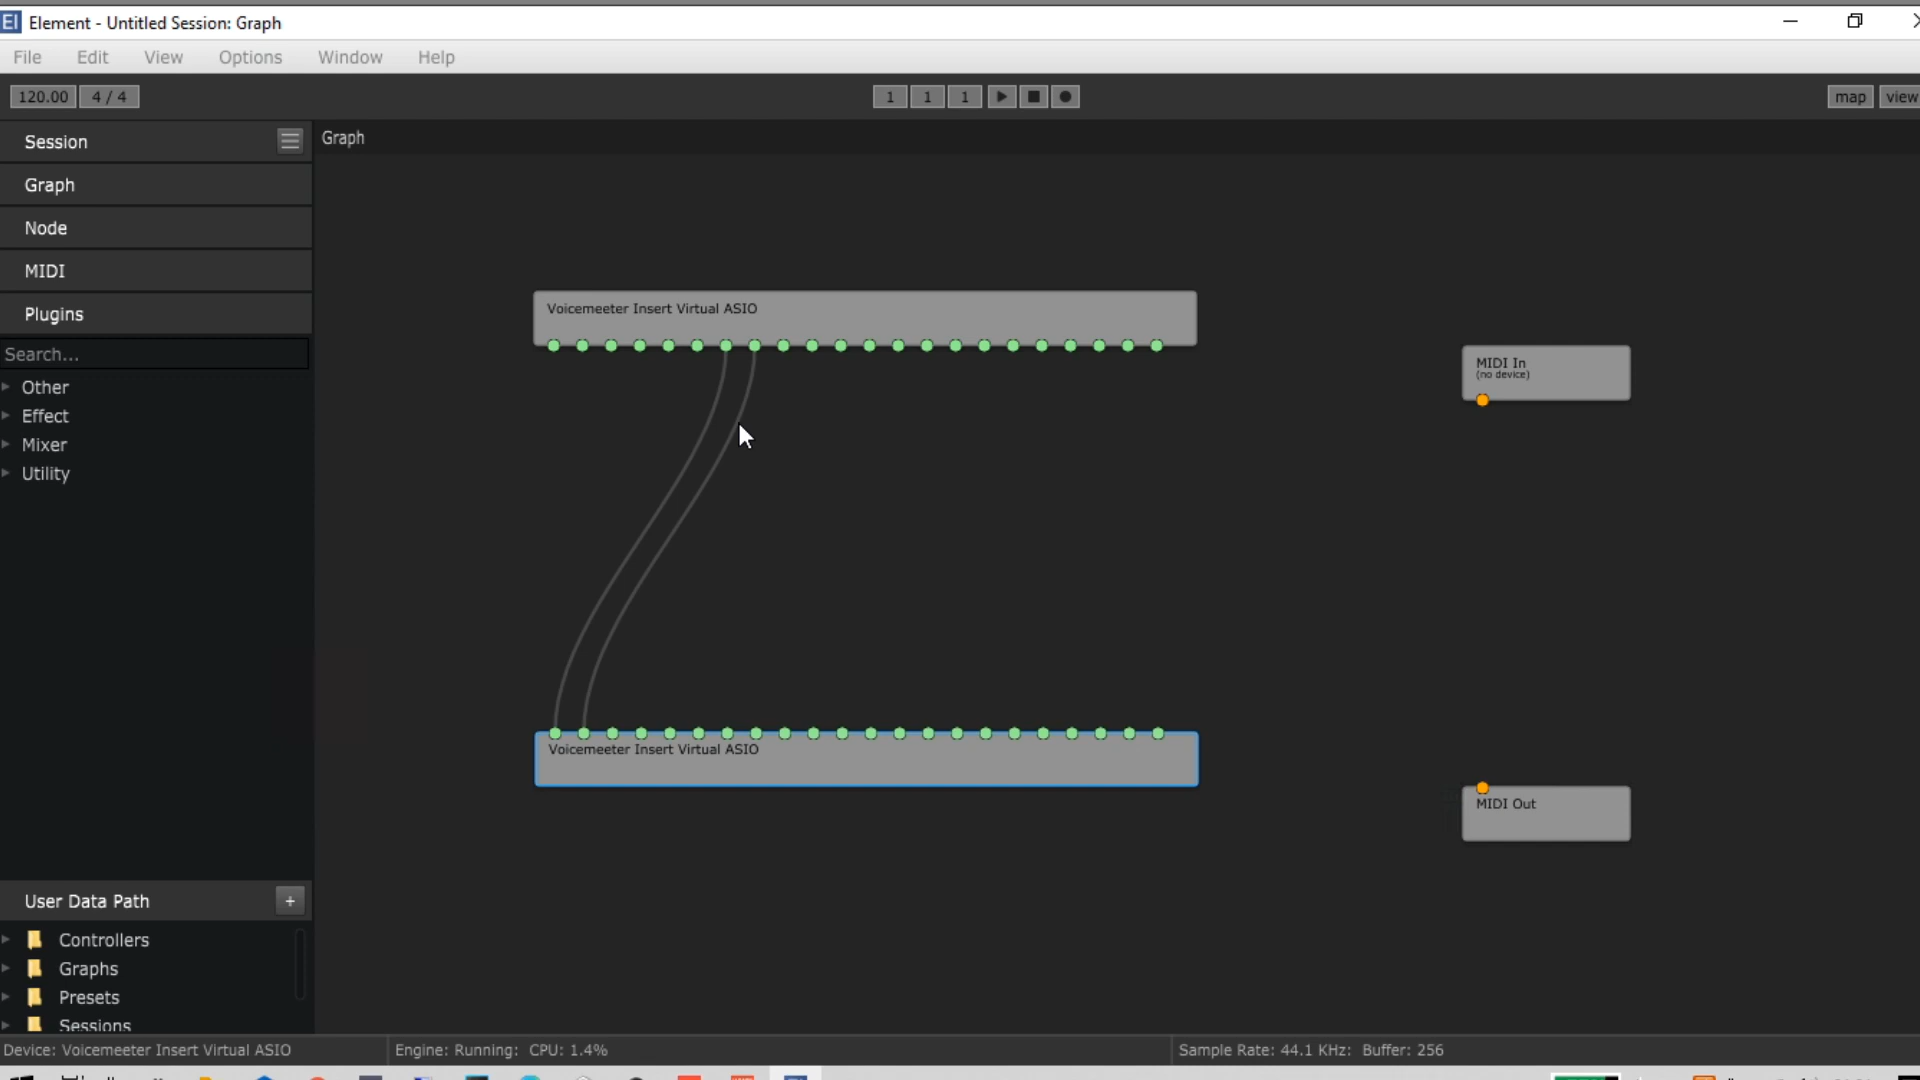 El Element - Untitled Session: Graph
File Edit View Options Window Help
120.00 4 / 4 1 1 1 map view
Session
Graph
Graph
Node
MIDI
Plugins
Search...
Other
Effect
Mixer
Utility
Voicemeeter Insert Virtual ASIO
MIDI In
(no device)
Voicemeeter Insert Virtual ASIO
MIDI Out
User Data Path +
Controllers
Graphs
Presets
Sessions
Device: Voicemeeter Insert Virtual ASIO Engine: Running: CPU: 1.4% Sample Rate: 44.1 KHz: Buffer: 256